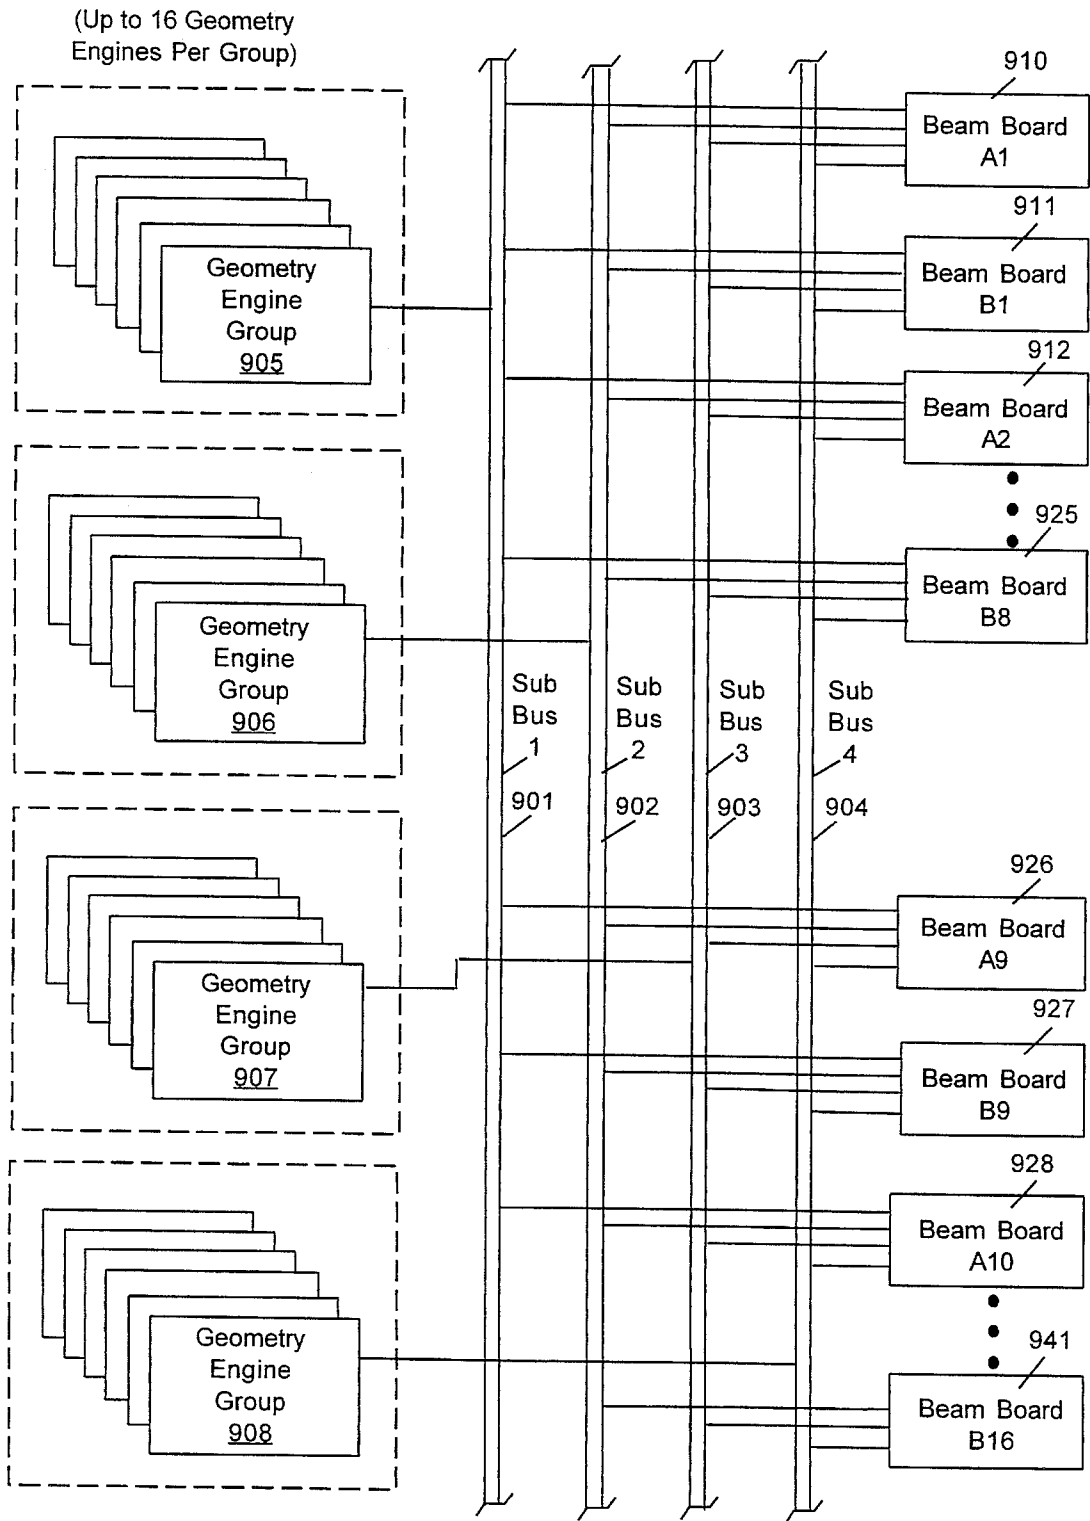 (Up to 16 Geometry
Engines Per Group)
Geometry
Engine
Group
905
Geometry
Engine
Group
906
Geometry
Engine
Group
907
Geometry
Engine
Group
908
Sub
Bus
1
901
Sub
Bus
2
902
Sub
Bus
3
903
Sub
Bus
4
904
910
Beam Board
A1
911
Beam Board
B1
912
Beam Board
A2
925
Beam Board
B8
926
Beam Board
A9
927
Beam Board
B9
928
Beam Board
A10
941
Beam Board
B16